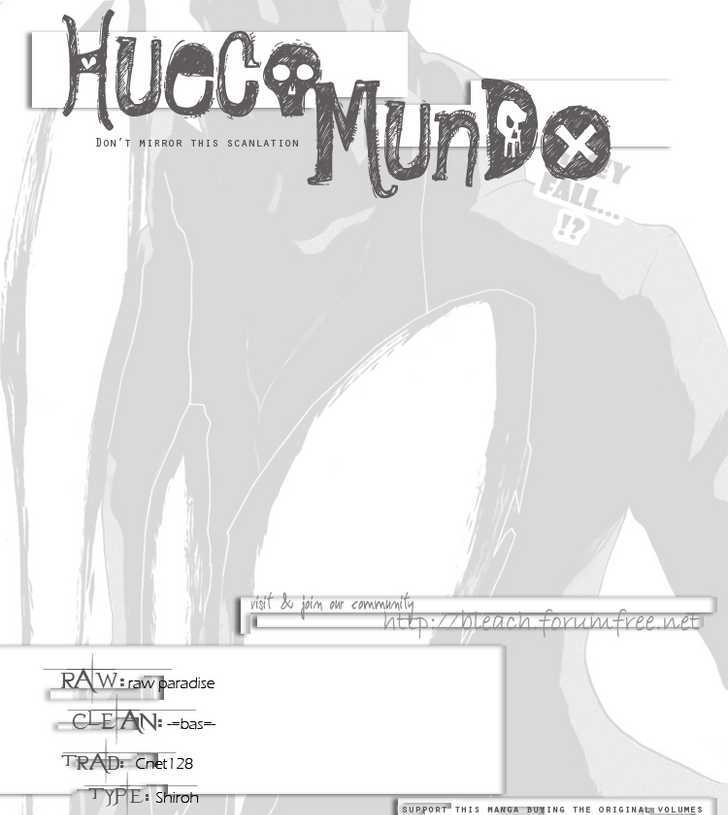 HUECO
MUNDO
DON'T MIRROR THIS SCANLATION
FALL...
!?
visit & join our community
http://bleach.forumfree.net
RAW: raw paradise
CLEAN: -=bas=-
TRAD: Cnet128
TYPE: Shiroh
SUPPORT THIS MANGA BUYING THE ORIGINAL VOLUMES